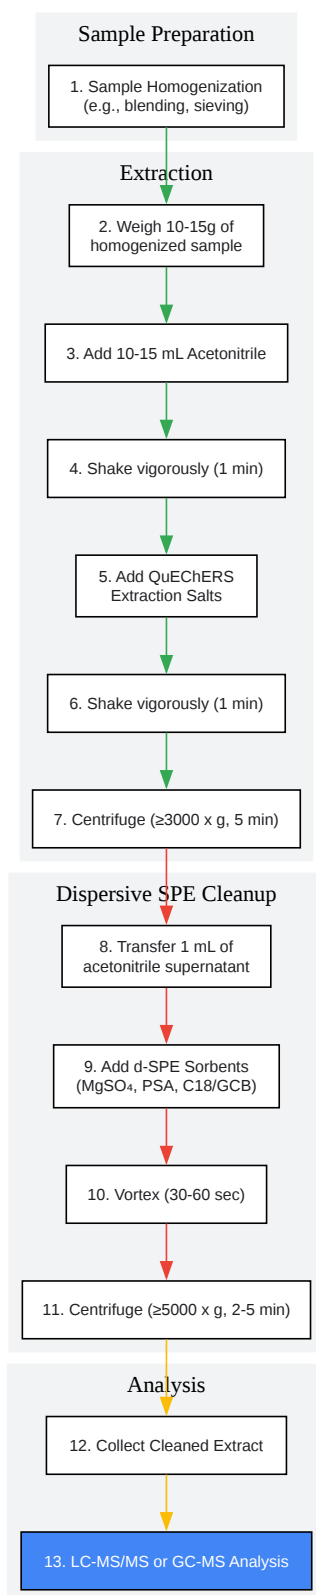 Sample Preparation
1. Sample Homogenization
(e.g., blending, sieving)
Extraction
2. Weigh 10-15g of
homogenized sample
3. Add 10-15 mL Acetonitrile
4. Shake vigorously (1 min)
5. Add QuEChERS
Extraction Salts
6. Shake vigorously (1 min)
7. Centrifuge (≥3000 x g, 5 min)
Dispersive SPE Cleanup
8. Transfer 1 mL of
acetonitrile supernatant
9. Add d-SPE Sorbents
(MgSO₄, PSA, C18/GCB)
10. Vortex (30-60 sec)
11. Centrifuge (≥5000 x g, 2-5 min)
Analysis
12. Collect Cleaned Extract
13. LC-MS/MS or GC-MS Analysis